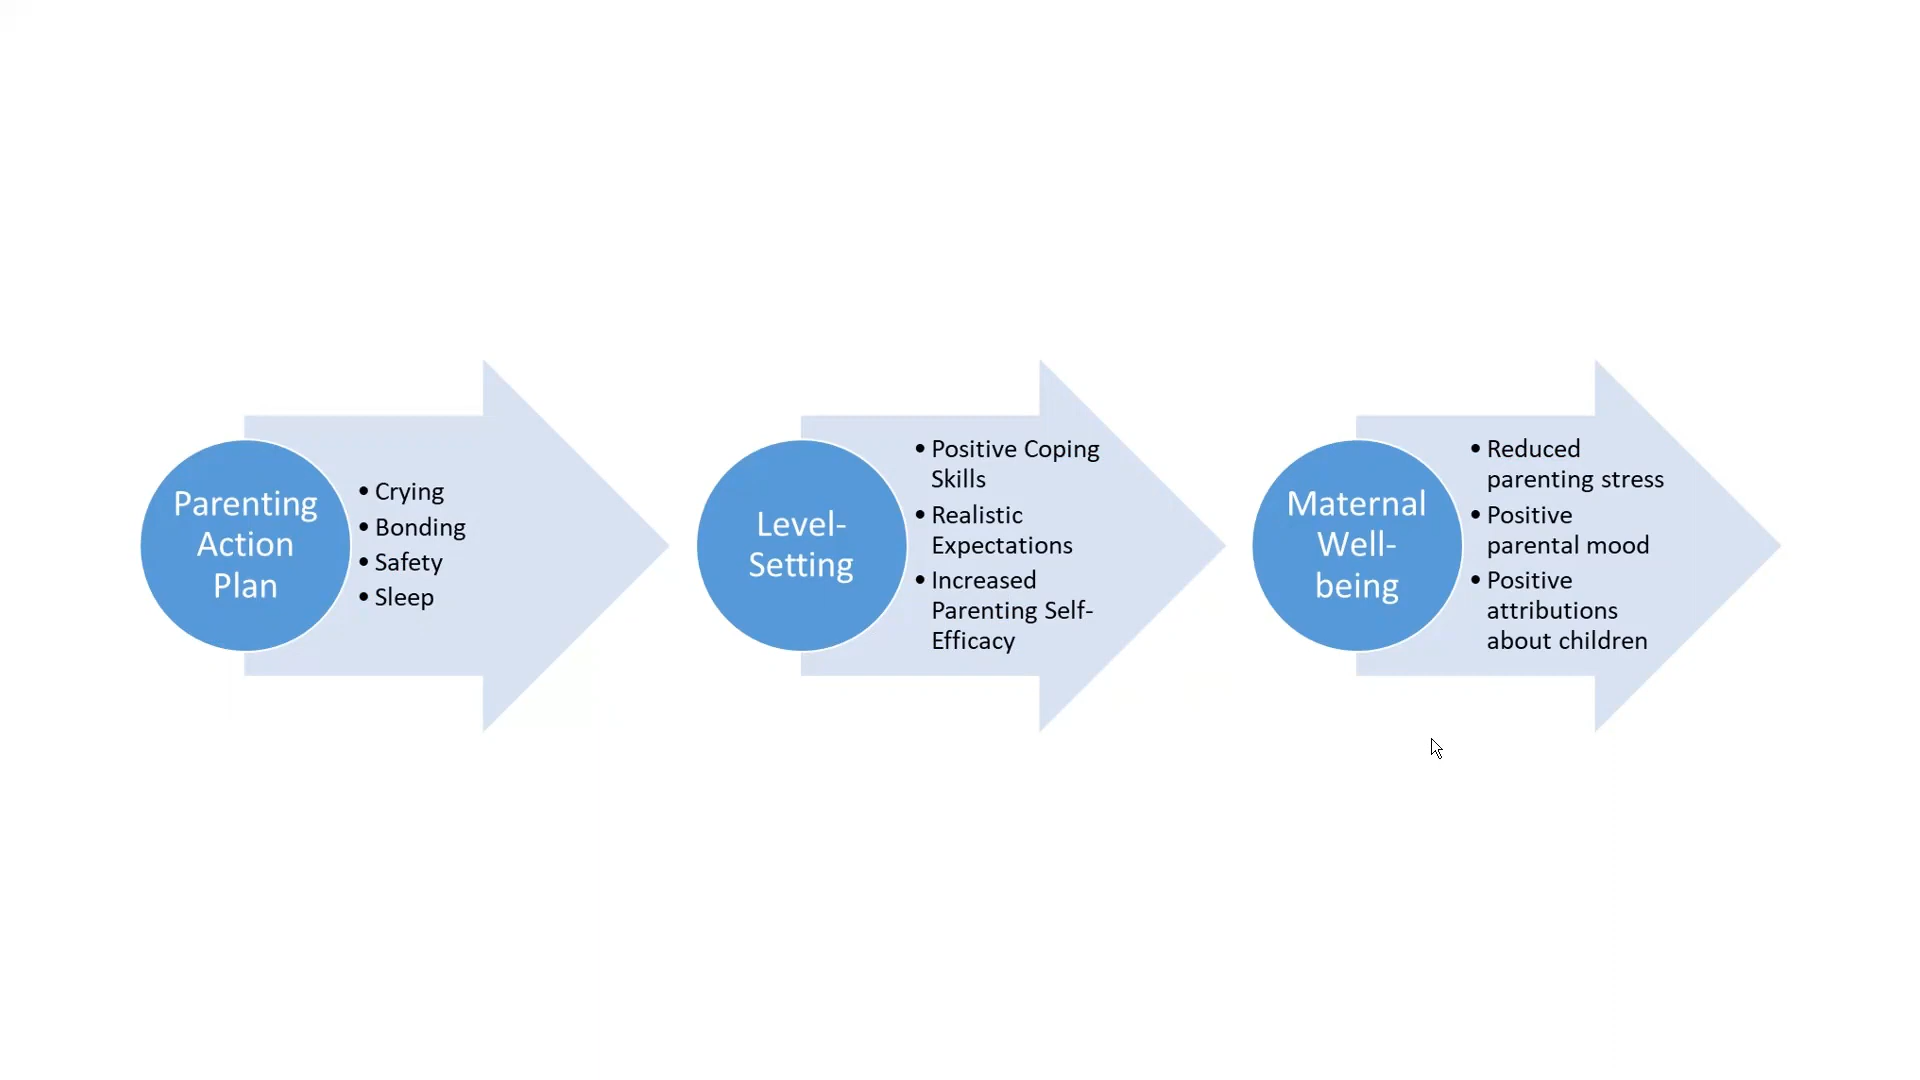 Parenting
Action
Plan
• Crying
• Bonding
• Safety
• Sleep
Level-
Setting
• Positive Coping
Skills
• Realistic
Expectations
• Increased
Parenting Self-
Efficacy
Maternal
Well-
being
• Reduced
parenting stress
• Positive
parental mood
• Positive
attributions
about children